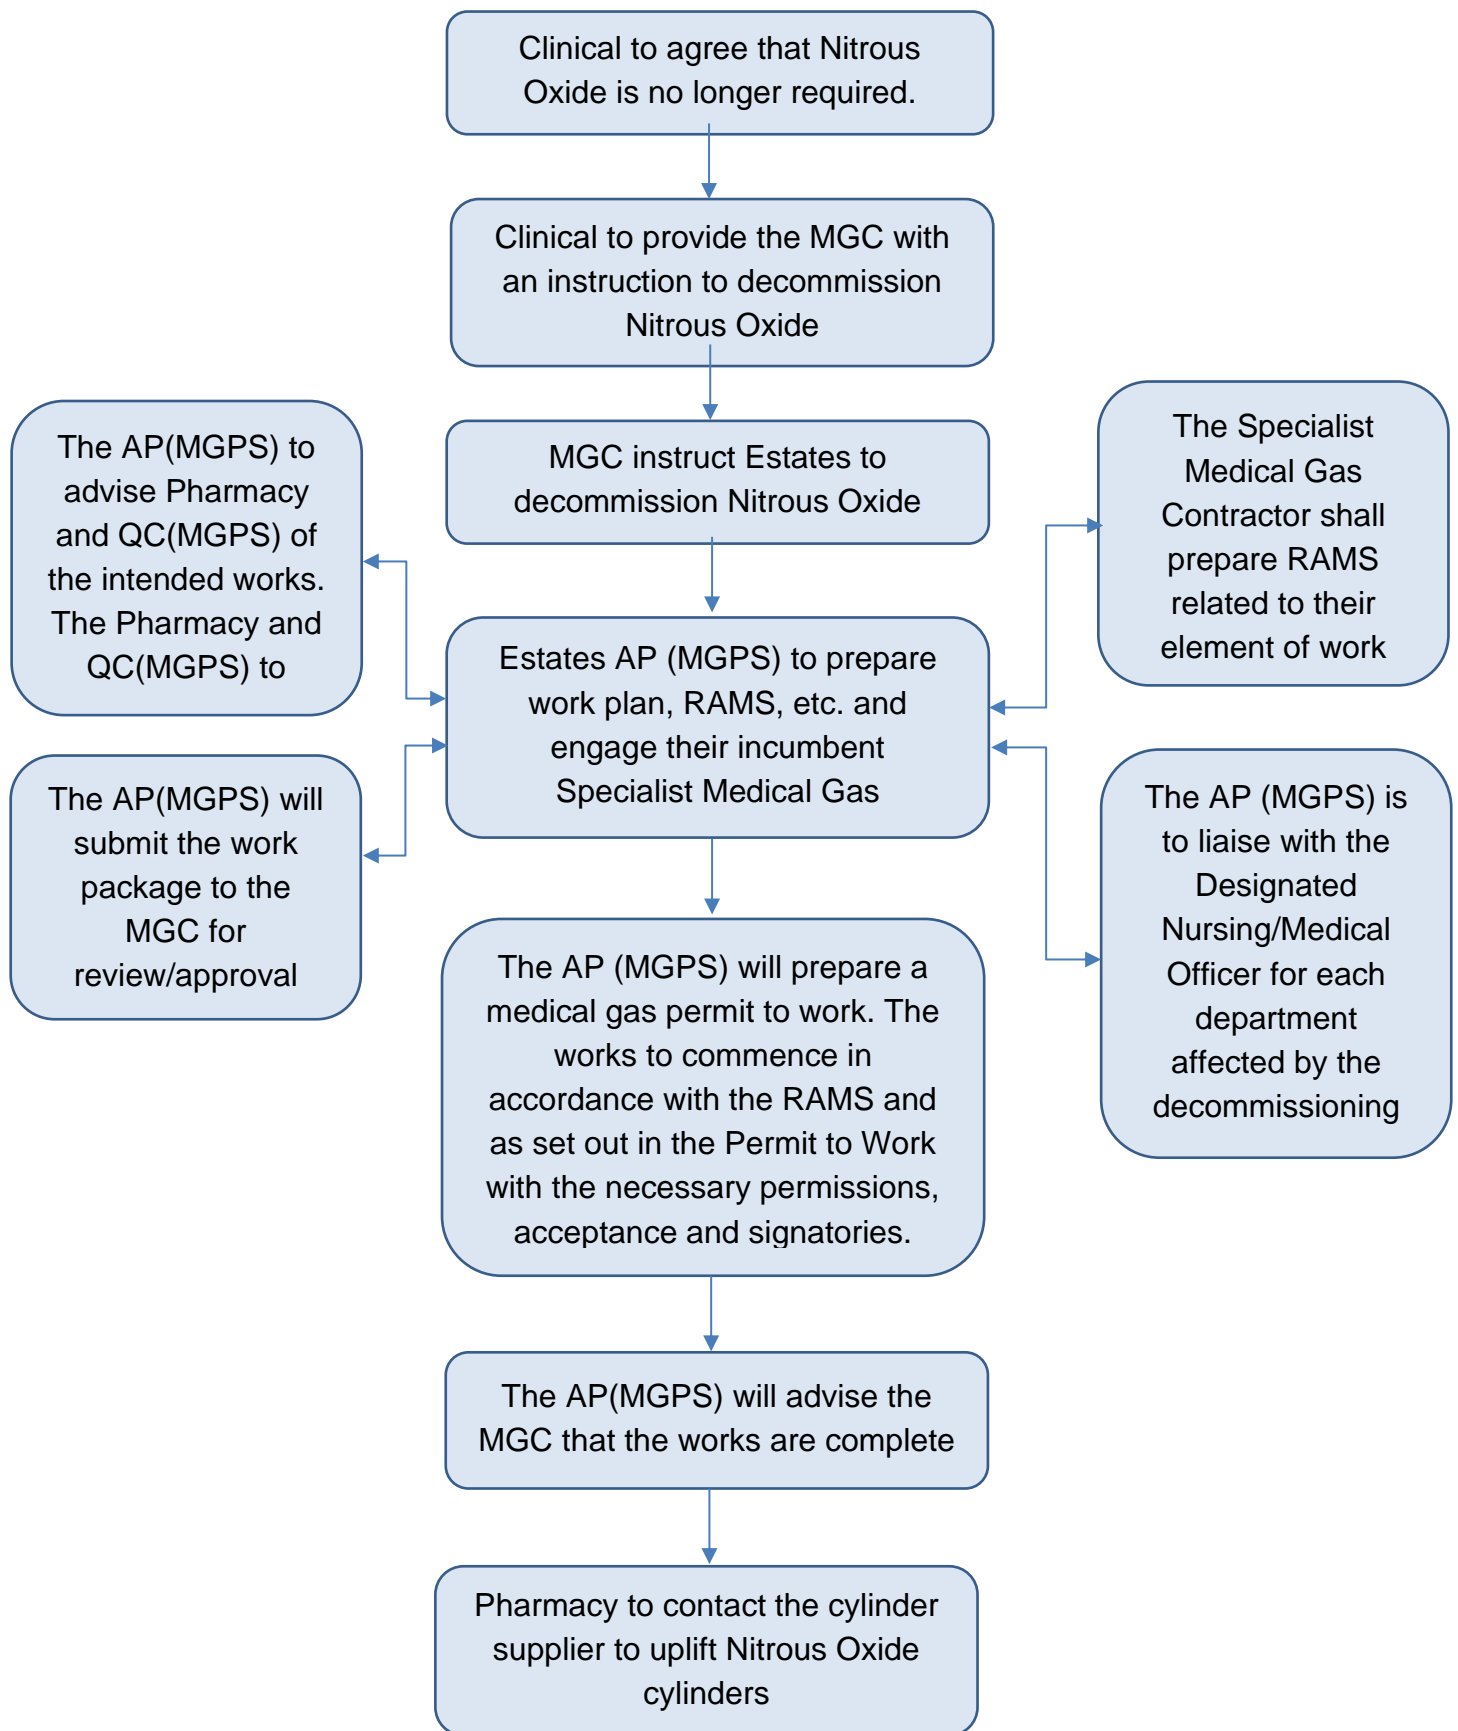 Clinical to agree that Nitrous
Oxide is no longer required.
Clinical to provide the MGC with
an instruction to decommission
Nitrous Oxide
MGC instruct Estates to
decommission Nitrous Oxide
The AP(MGPS) to
advise Pharmacy
and QC(MGPS) of
the intended works.
The Pharmacy and
QC(MGPS) to
The Specialist
Medical Gas
Contractor shall
prepare RAMS
related to their
element of work
Estates AP (MGPS) to prepare
work plan, RAMS, etc. and
engage their incumbent
Specialist Medical Gas
The AP(MGPS) will
submit the work
package to the
MGC for
review/approval
The AP (MGPS) is
to liaise with the
Designated
Nursing/Medical
Officer for each
department
affected by the
decommissioning
The AP (MGPS) will prepare a
medical gas permit to work. The
works to commence in
accordance with the RAMS and
as set out in the Permit to Work
with the necessary permissions,
acceptance and signatories.
The AP(MGPS) will advise the
MGC that the works are complete
Pharmacy to contact the cylinder
supplier to uplift Nitrous Oxide
cylinders